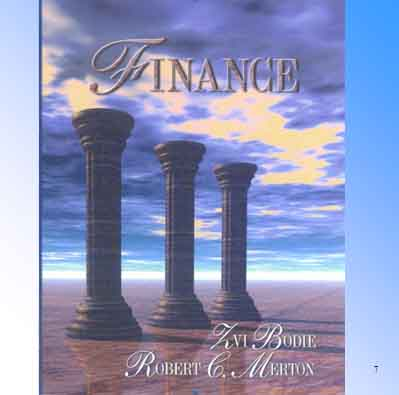 FINANCE
ZVI BODIE
ROBERT C. MERTON
7